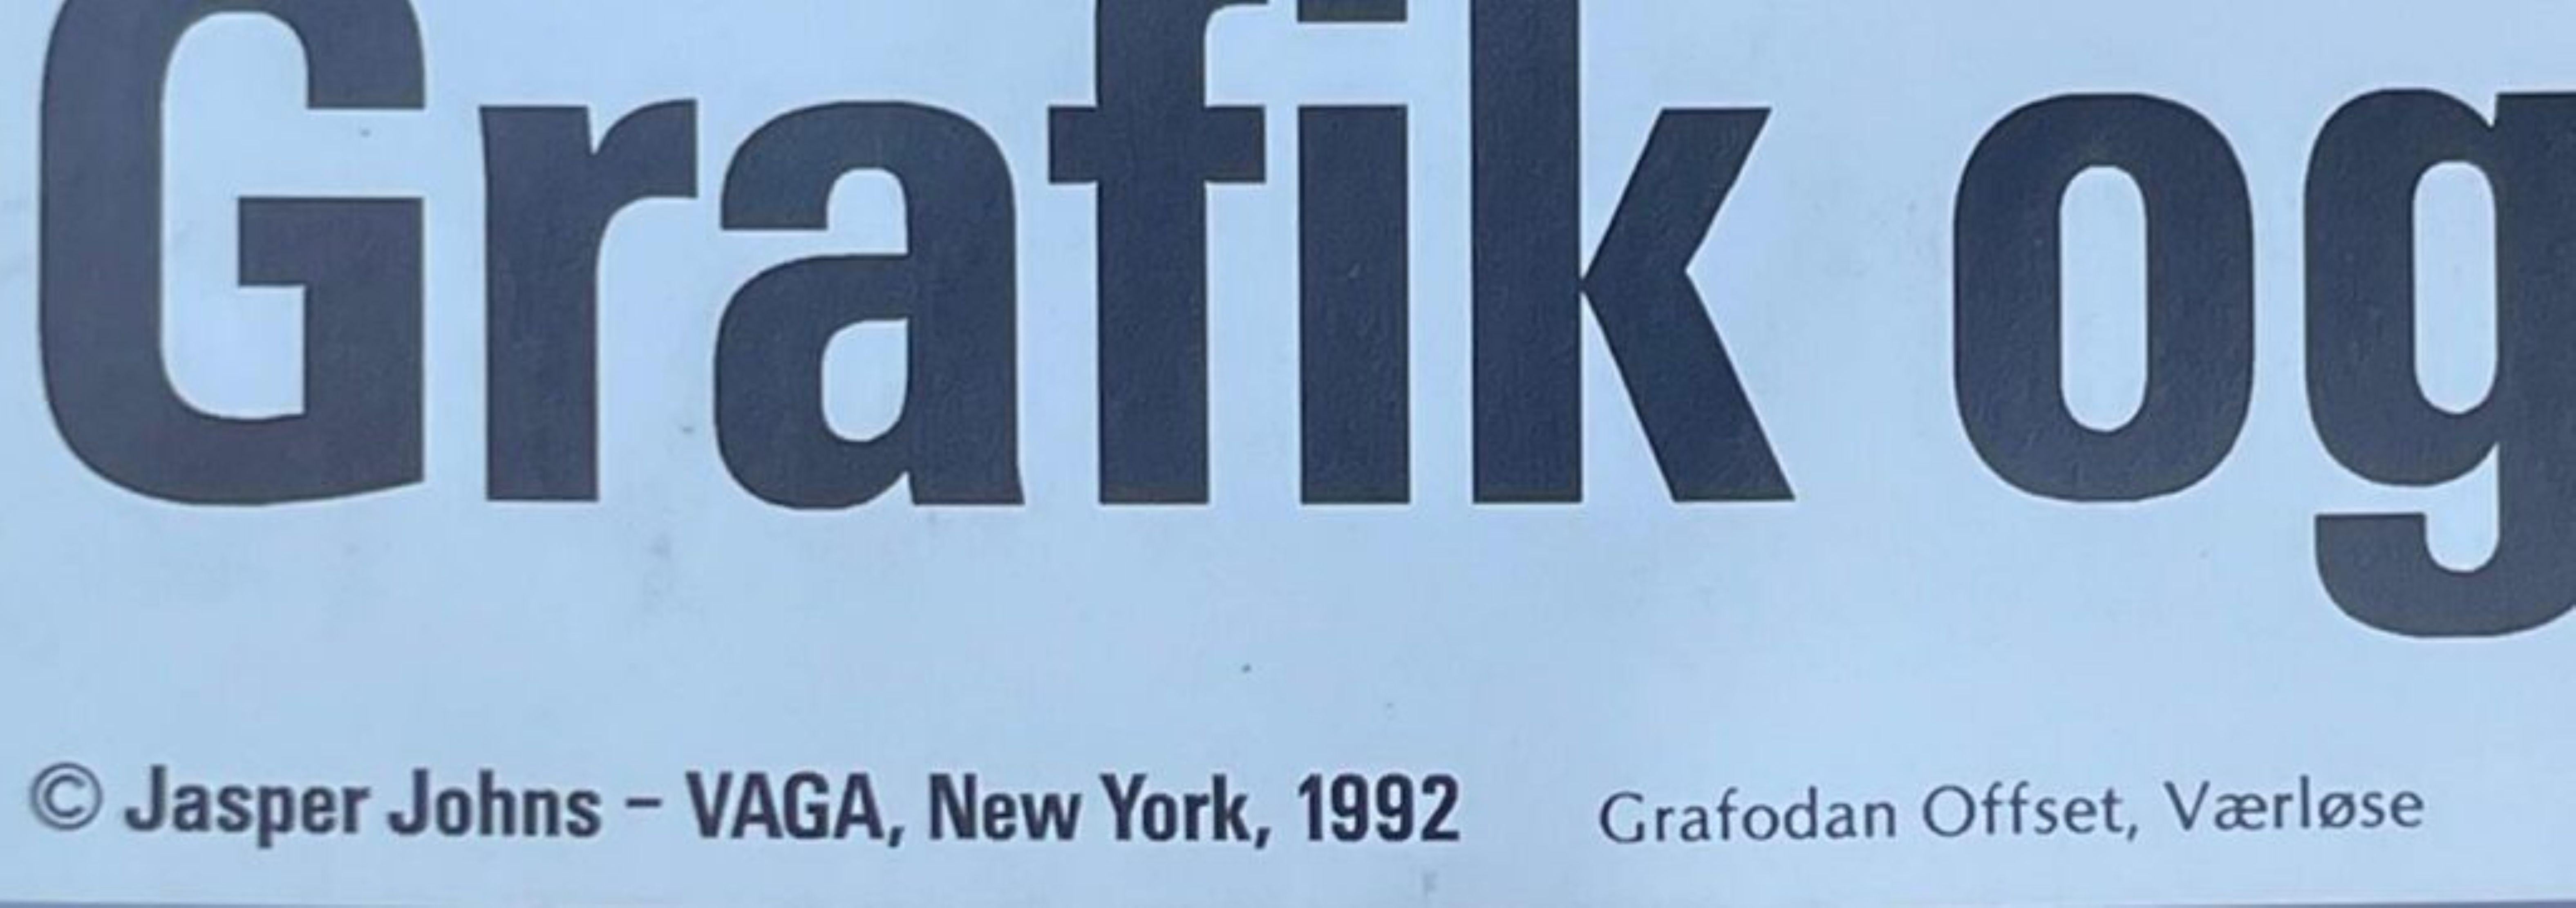 Grafik og
© Jasper Johns – VAGA, New York, 1992 Grafodan Offset, Værløse